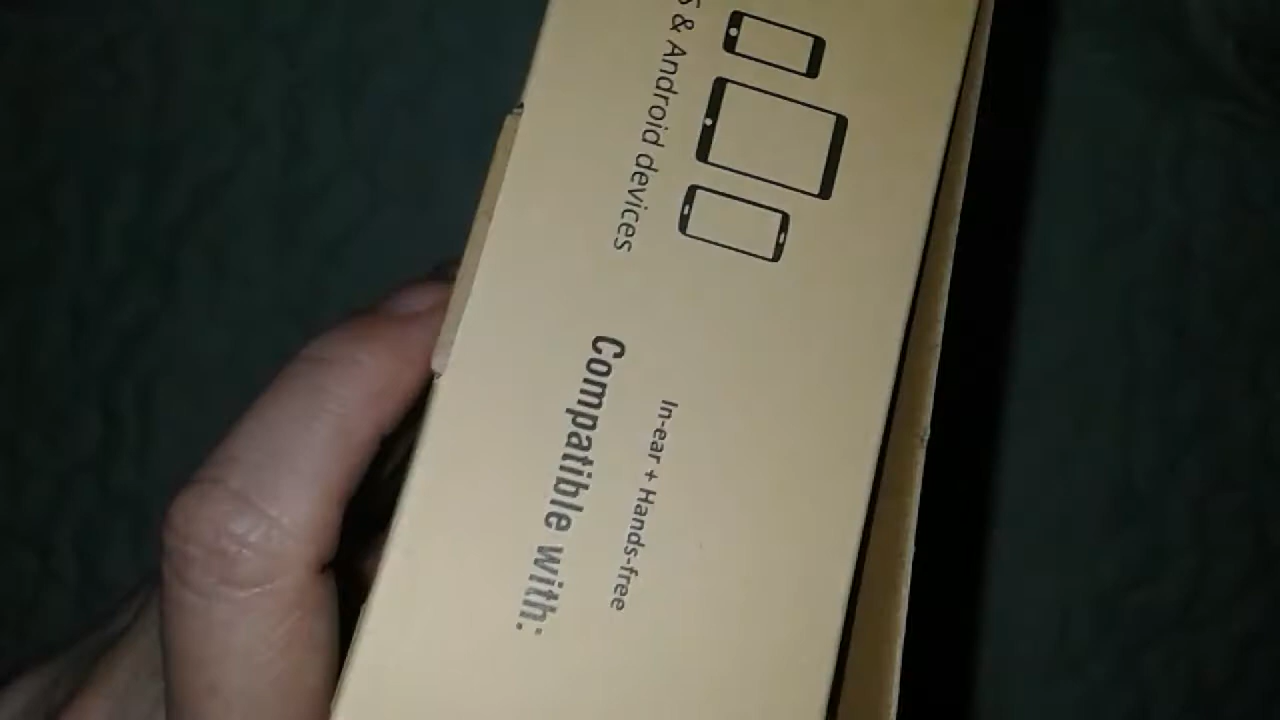 & Android devices
In-ear + Hands-free
Compatible with: